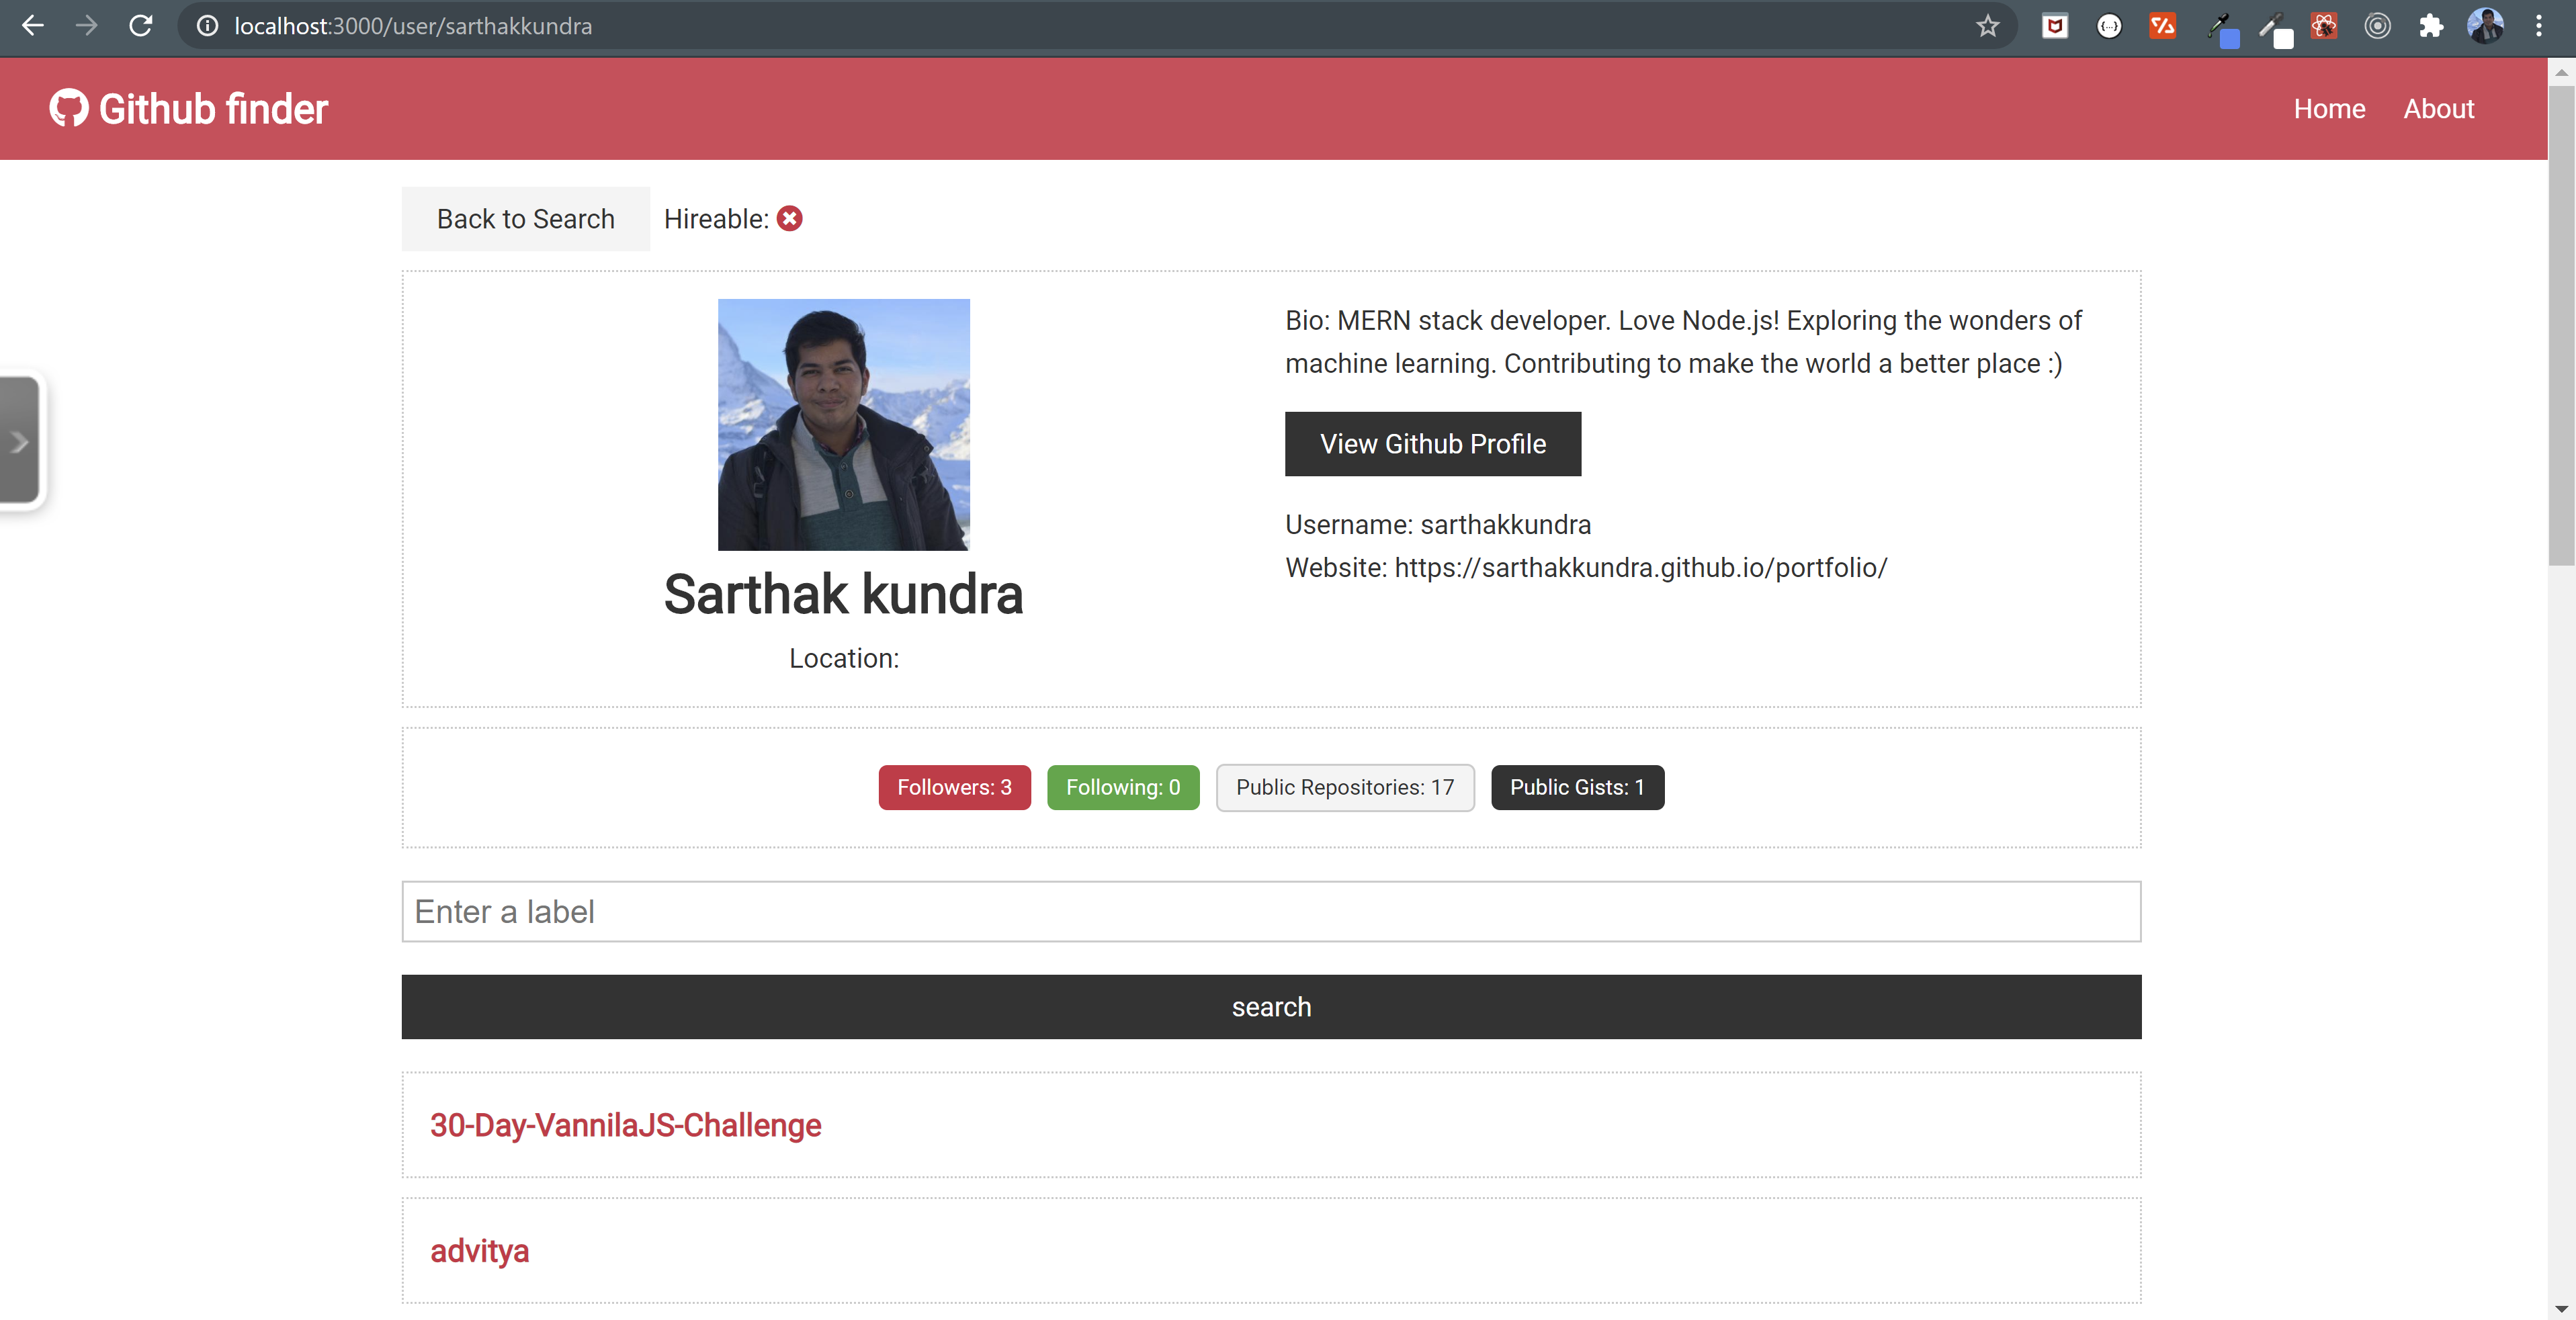 localhost:3000/user/sarthakkundra
Github finder
Home
About
Back to Search
Hireable:
Bio: MERN stack developer. Love Node.js! Exploring the wonders of
machine learning. Contributing to make the world a better place :)
View Github Profile
Username: sarthakkundra
Website: https://sarthakkundra.github.io/portfolio/
Sarthak kundra
Location:
Followers: 3
Following: 0
Public Repositories: 17
Public Gists: 1
Enter a label
search
30-Day-VannilaJS-Challenge
advitya